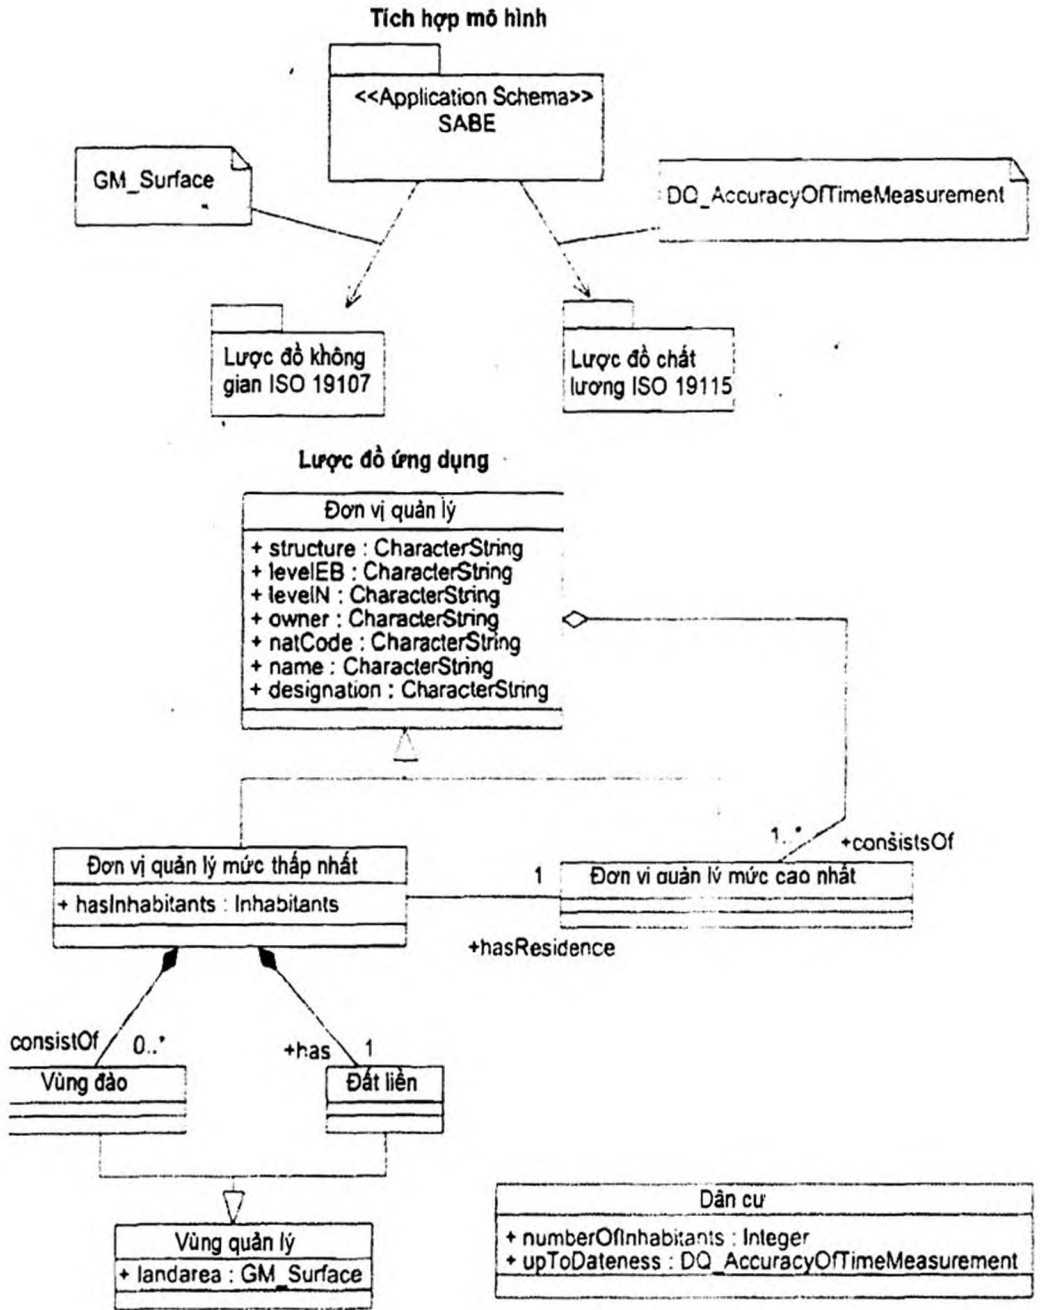 Tích hợp mô hình
<<Application Schema>>
SABE
GM_Surface
DQ_AccuracyOfTimeMeasurement
Lược đồ không
gian ISO 19107
Lược đồ chất
lương ISO 19115
Lược đồ ứng dụng
Đơn vị quản lý
+ structure : CharacterString
+ levelEB : CharacterString
+ levelN : CharacterString
+ owner : CharacterString
+ natCode : CharacterString
+ name : CharacterString
+ designation : CharacterString
1..*
+consistsOf
Đơn vị quản lý mức thấp nhất
+ hasInhabitants : Inhabitants
1
Đơn vị quản lý mức cao nhất
+hasResidence
consistOf
0..*
+has
1
Vùng đảo
Đất liền
Vùng quản lý
+ landarea : GM_Surface
Dân cư
+ numberOfInhabitants : Integer
+ upToDateness : DQ_AccuracyOfTimeMeasurement